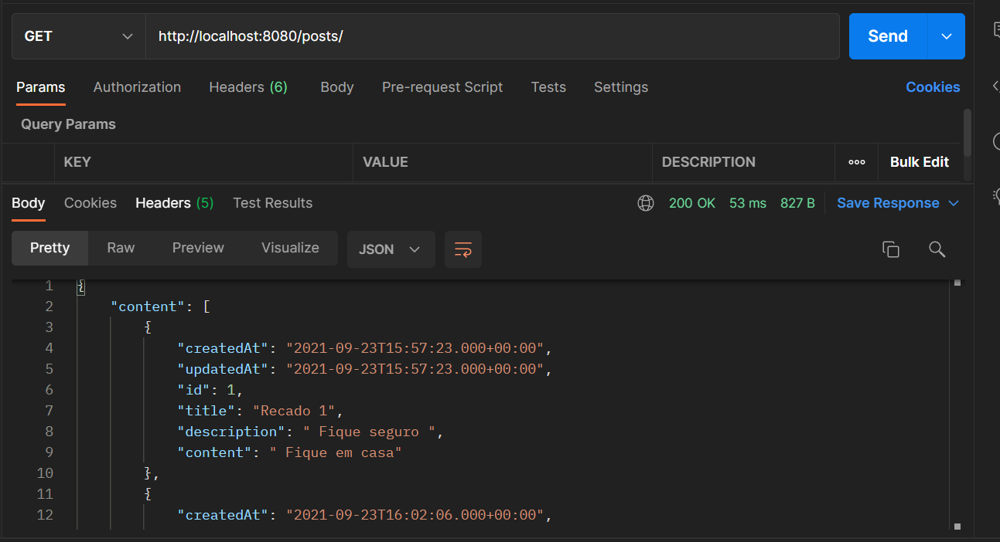 GET http://localhost:8080/posts/ Send
Params Authorization Headers (6) Body Pre-request Script Tests Settings Cookies
Query Params
KEY VALUE DESCRIPTION ooo Bulk Edit
Body Cookies Headers (5) Test Results 200 OK 53 ms 827 B Save Response
Pretty Raw Preview Visualize JSON
1 {
2 "content": [
3 {
4 "createdAt": "2021-09-23T15:57:23.000+00:00",
5 "updatedAt": "2021-09-23T15:57:23.000+00:00",
6 "id": 1,
7 "title": "Recado 1",
8 "description": " Fique seguro ",
9 "content": " Fique em casa"
10 },
11 {
12 "createdAt": "2021-09-23T16:02:06.000+00:00",